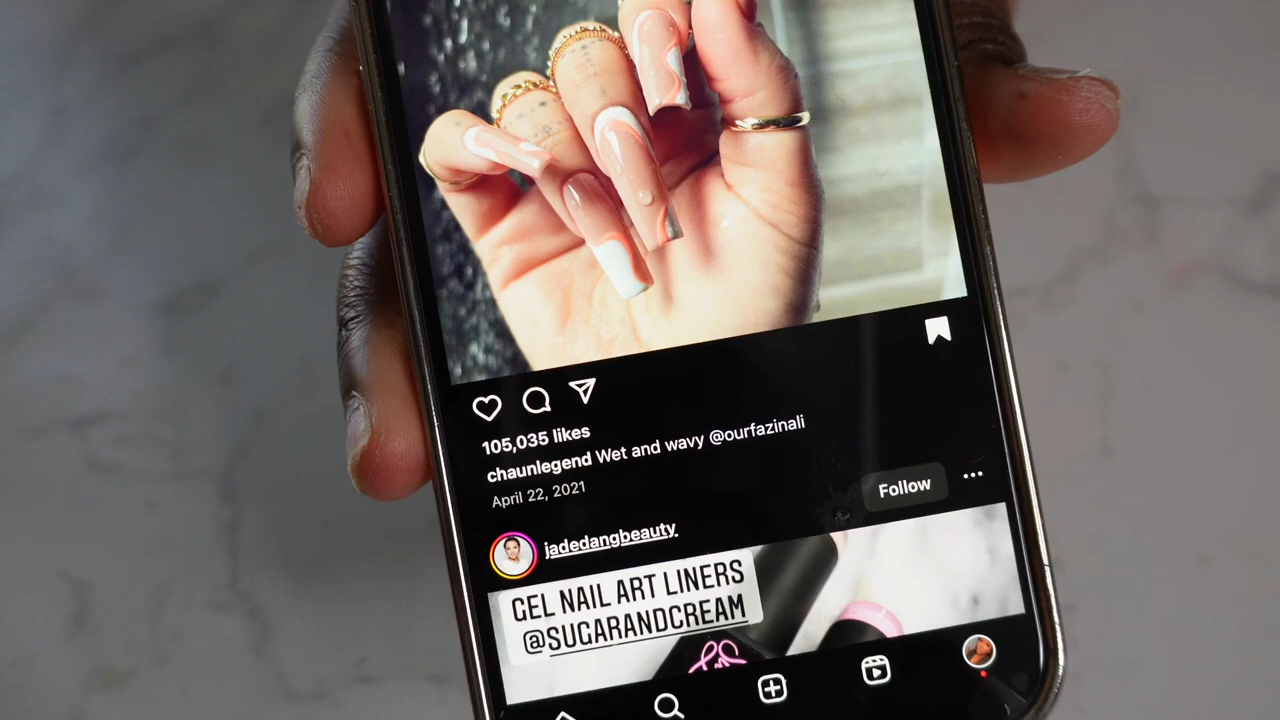 105,035 likes
chaunlegend Wet and wavy @ourfazinali
April 22, 2021
Follow
jadedangbeauty
GEL NAIL ART LINERS
@SUGARANDCREAM